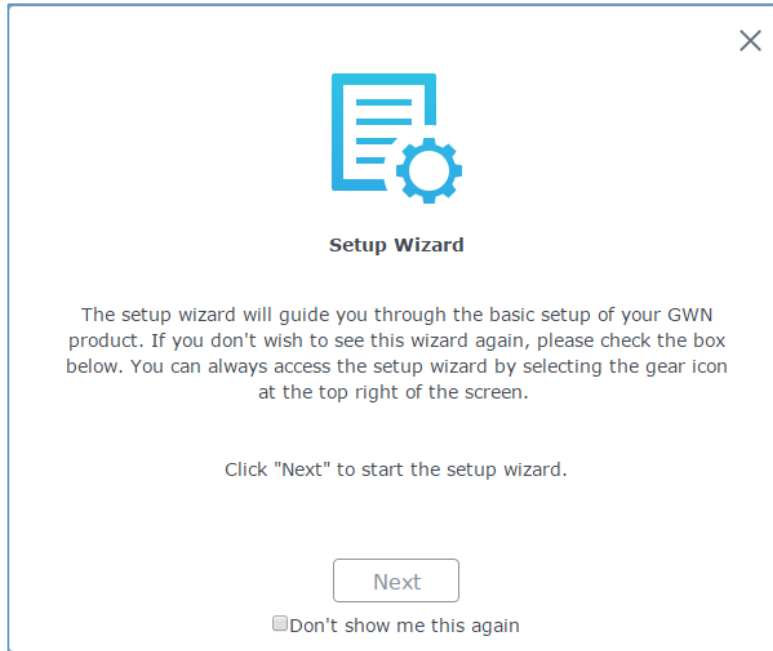 Setup Wizard
The setup wizard will guide you through the basic setup of your GWN
product. If you don't wish to see this wizard again, please check the box
below. You can always access the setup wizard by selecting the gear icon
at the top right of the screen.
Click "Next" to start the setup wizard.
Next
Don't show me this again